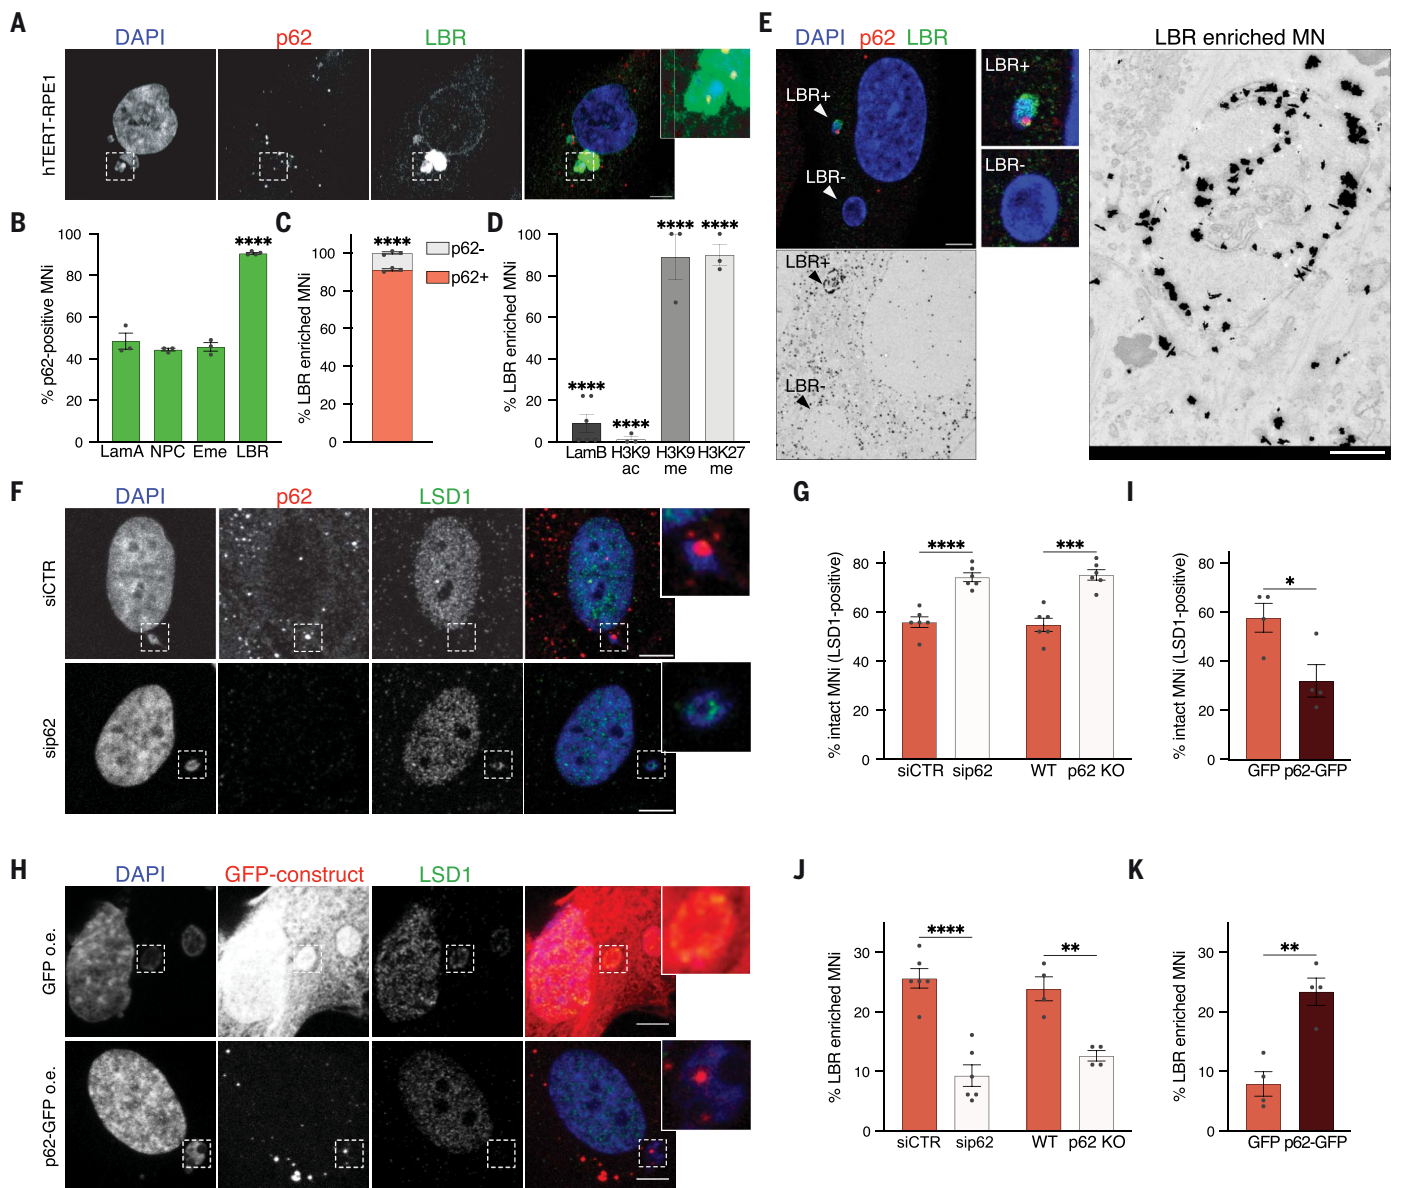 A
DAPI
p62
LBR
hTERT-RPE1
B
% p62-positive MNi
100
80
60
40
20
0
****
LamA NPC Eme LBR
C
% LBR enriched MNi
100
80
60
40
20
0
****
p62-
p62+
D
% LBR enriched MNi
100
80
60
40
20
0
****
****
****
****
LamB H3K9 H3K9 H3K27
ac me me
E
DAPI p62 LBR
LBR+
LBR-
LBR+
LBR-
LBR+
LBR-
LBR enriched MN
F
DAPI
p62
LSD1
siCTR
sip62
G
% intact MNi (LSD1-positive)
80
60
40
20
0
****
***
siCTR sip62
WT p62 KO
I
% intact MNi (LSD1-positive)
80
60
40
20
0
*
GFP p62-GFP
H
DAPI
GFP-construct
LSD1
GFP o.e.
p62-GFP o.e.
J
% LBR enriched MNi
30
20
10
0
****
**
siCTR sip62
WT p62 KO
K
% LBR enriched MNi
30
20
10
0
**
GFP p62-GFP